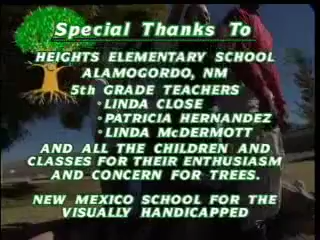 Special Thanks To
HEIGHTS ELEMENTARY SCHOOL
ALAMOGORDO, NM
5th GRADE TEACHERS
• LINDA CLOSE
• PATRICIA HERNANDEZ
• LINDA McDERMOTT
AND ALL THE CHILDREN AND
CLASSES FOR THEIR ENTHUSIASM
AND CONCERN FOR TREES.
NEW MEXICO SCHOOL FOR THE
VISUALLY HANDICAPPED